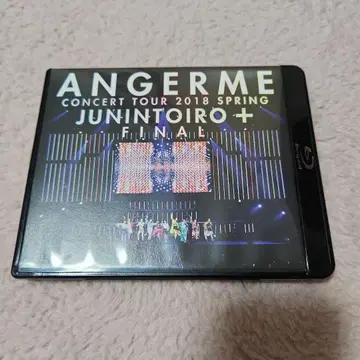 ANGERME
CONCERT TOUR 2018 SPRING
JUNINTOIRO+
FINAL